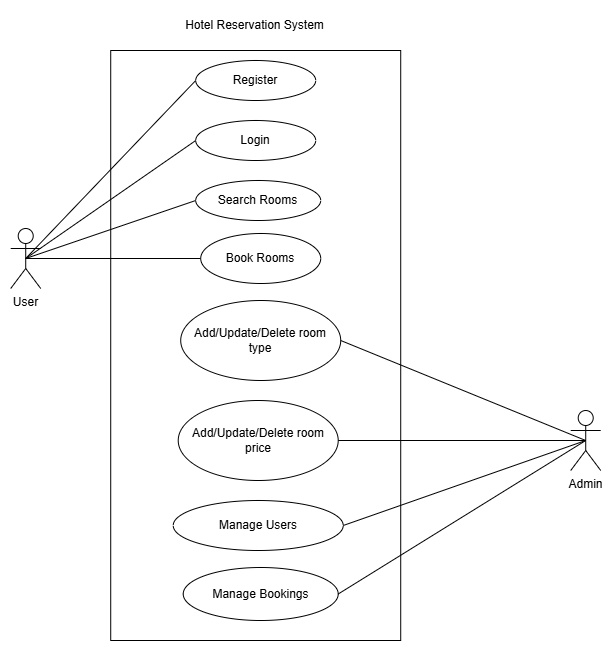 Hotel Reservation System
Register
Login
Search Rooms
Book Rooms
User
Add/Update/Delete room
type
Add/Update/Delete room
price
Admin
Manage Users
Manage Bookings